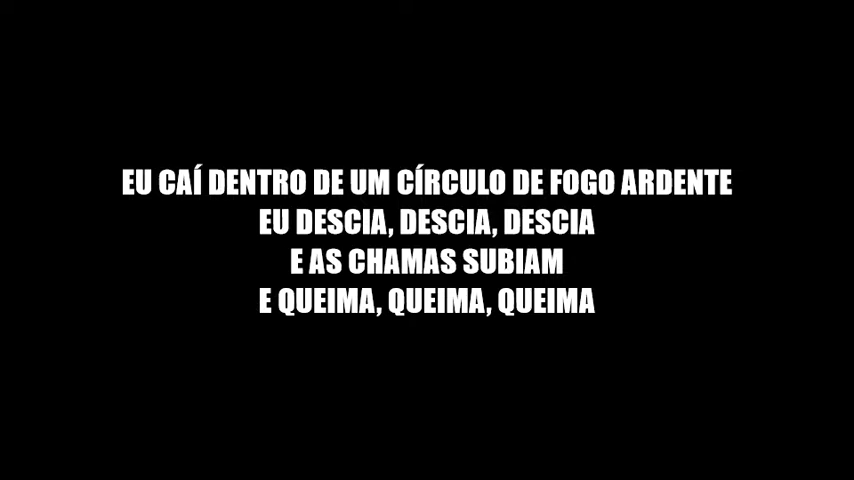 EU CAÍ DENTRO DE UM CÍRCULO DE FOGO ARDENTE
EU DESCIA, DESCIA, DESCIA
E AS CHAMAS SUBIAM
E QUEIMA, QUEIMA, QUEIMA